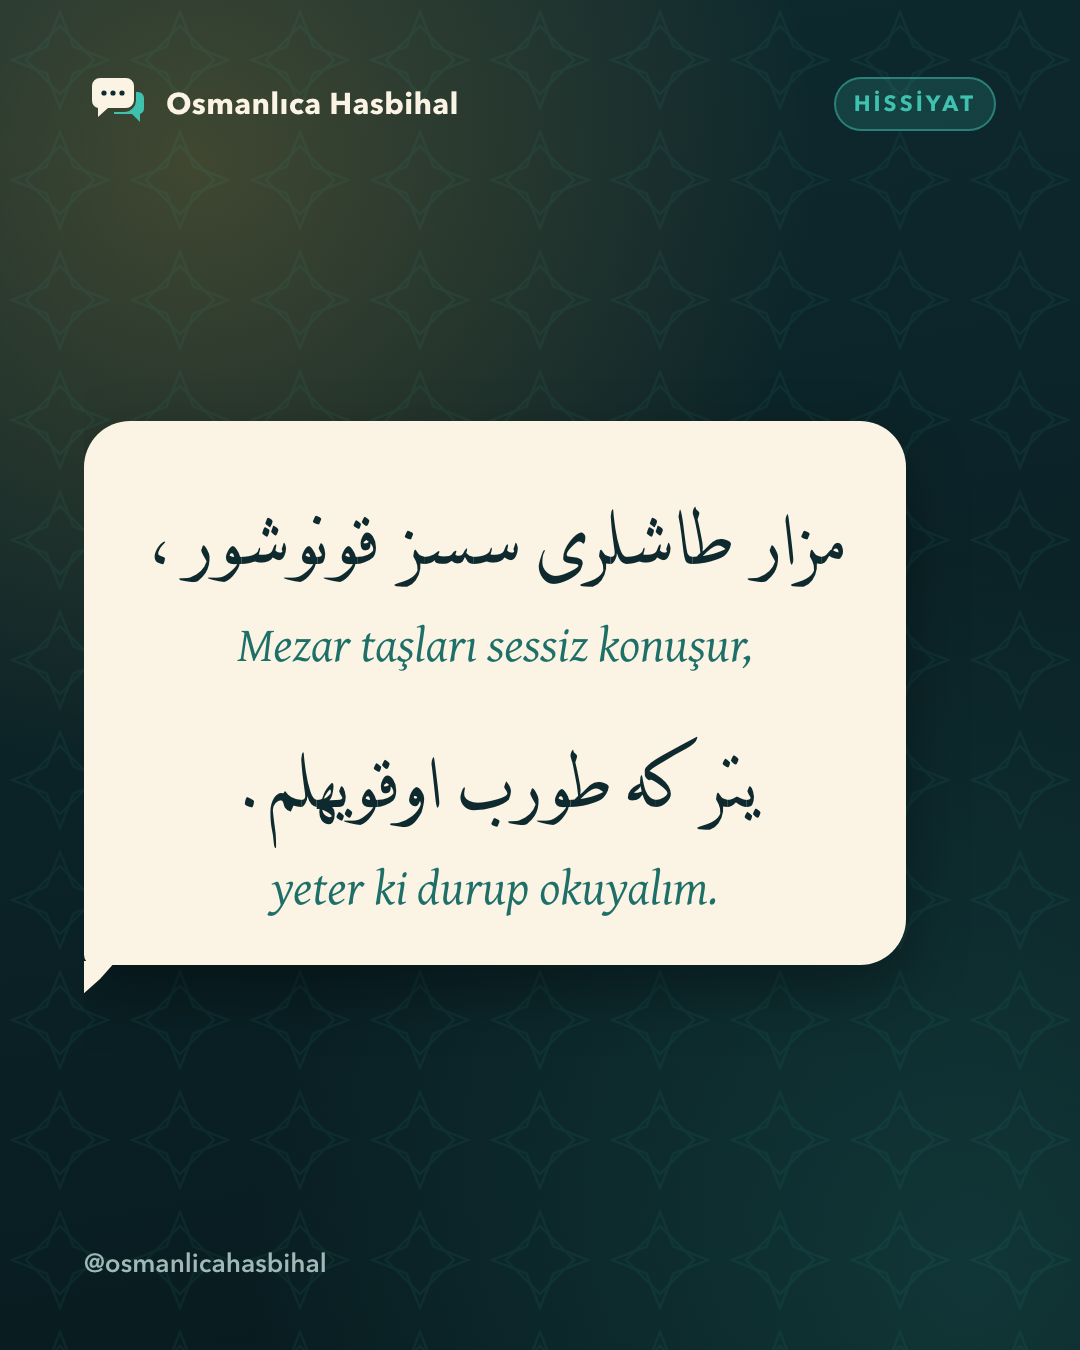 Osmanlıca Hasbihal
HİSSİYAT
مزار طاشلری سسسز قونوشور ،
Mezar taşları sessiz konuşur,
یتر که طورب اوقویهلم .
yeter ki durup okuyalım.
@osmanlicahasbihal